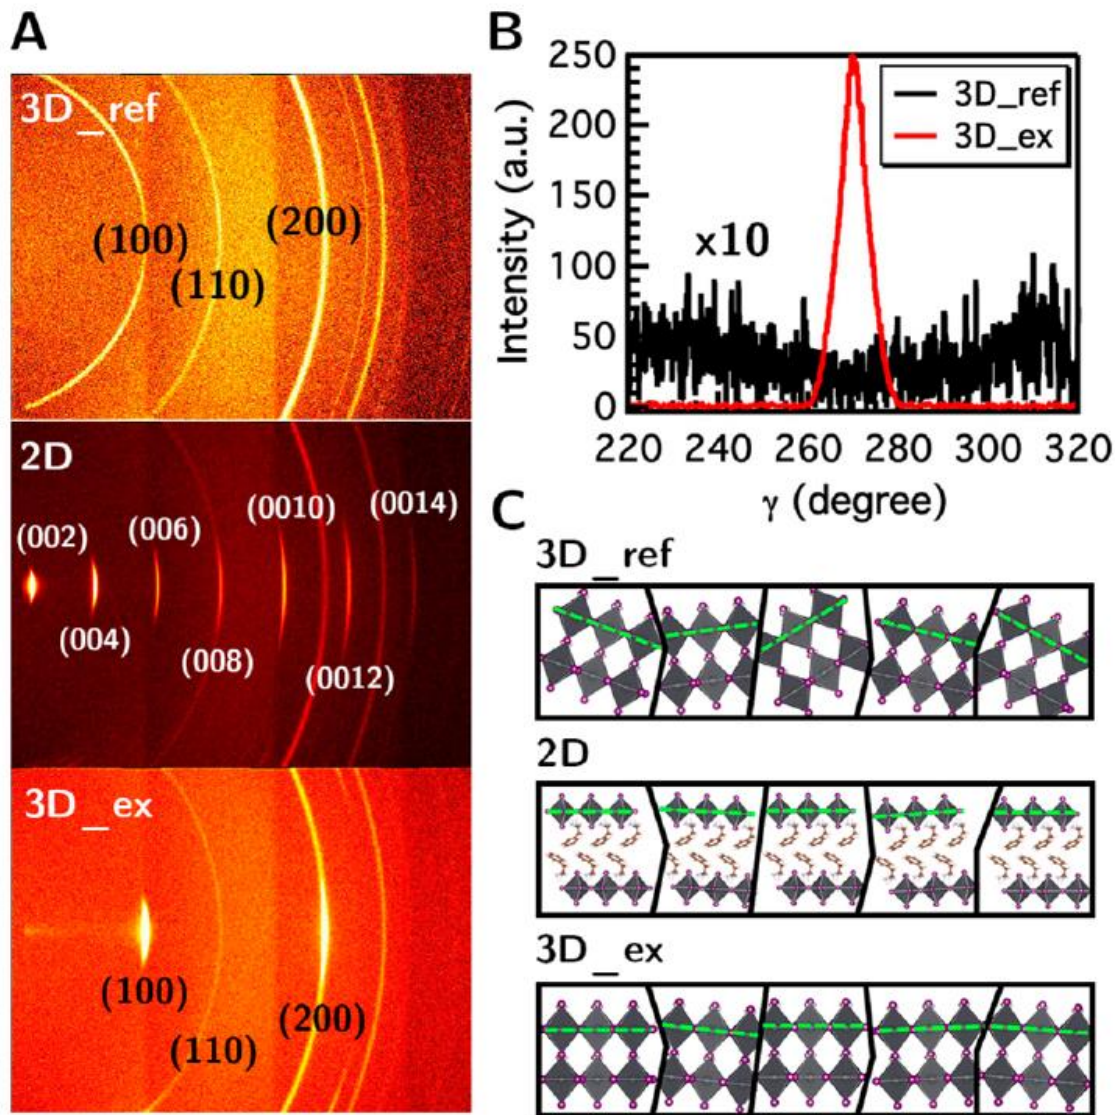 A
3D_ref
(100)
(110)
(200)
2D
(002)
(004)
(006)
(008)
(0010)
(0012)
(0014)
3D_ex
(100)
(110)
(200)
B
250
200
150
100
50
0
Intensity (a.u.)
x10
3D_ref
3D_ex
220 240 260 280 300 320
γ (degree)
C
3D_ref
2D
3D_ex